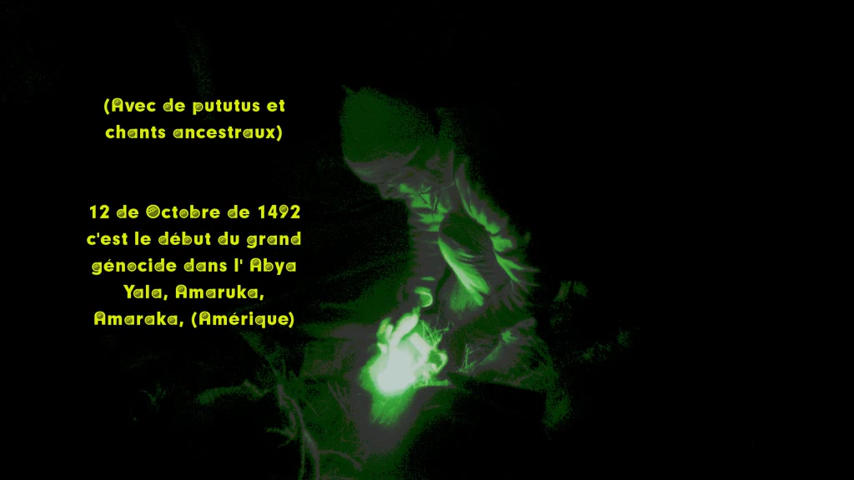 (Avec de pututus et
chants ancestraux)
12 de Octobre de 1492
c'est le début du grand
génocide dans l' Abya
Yala, Amaruka,
Amaraka, (Amérique)